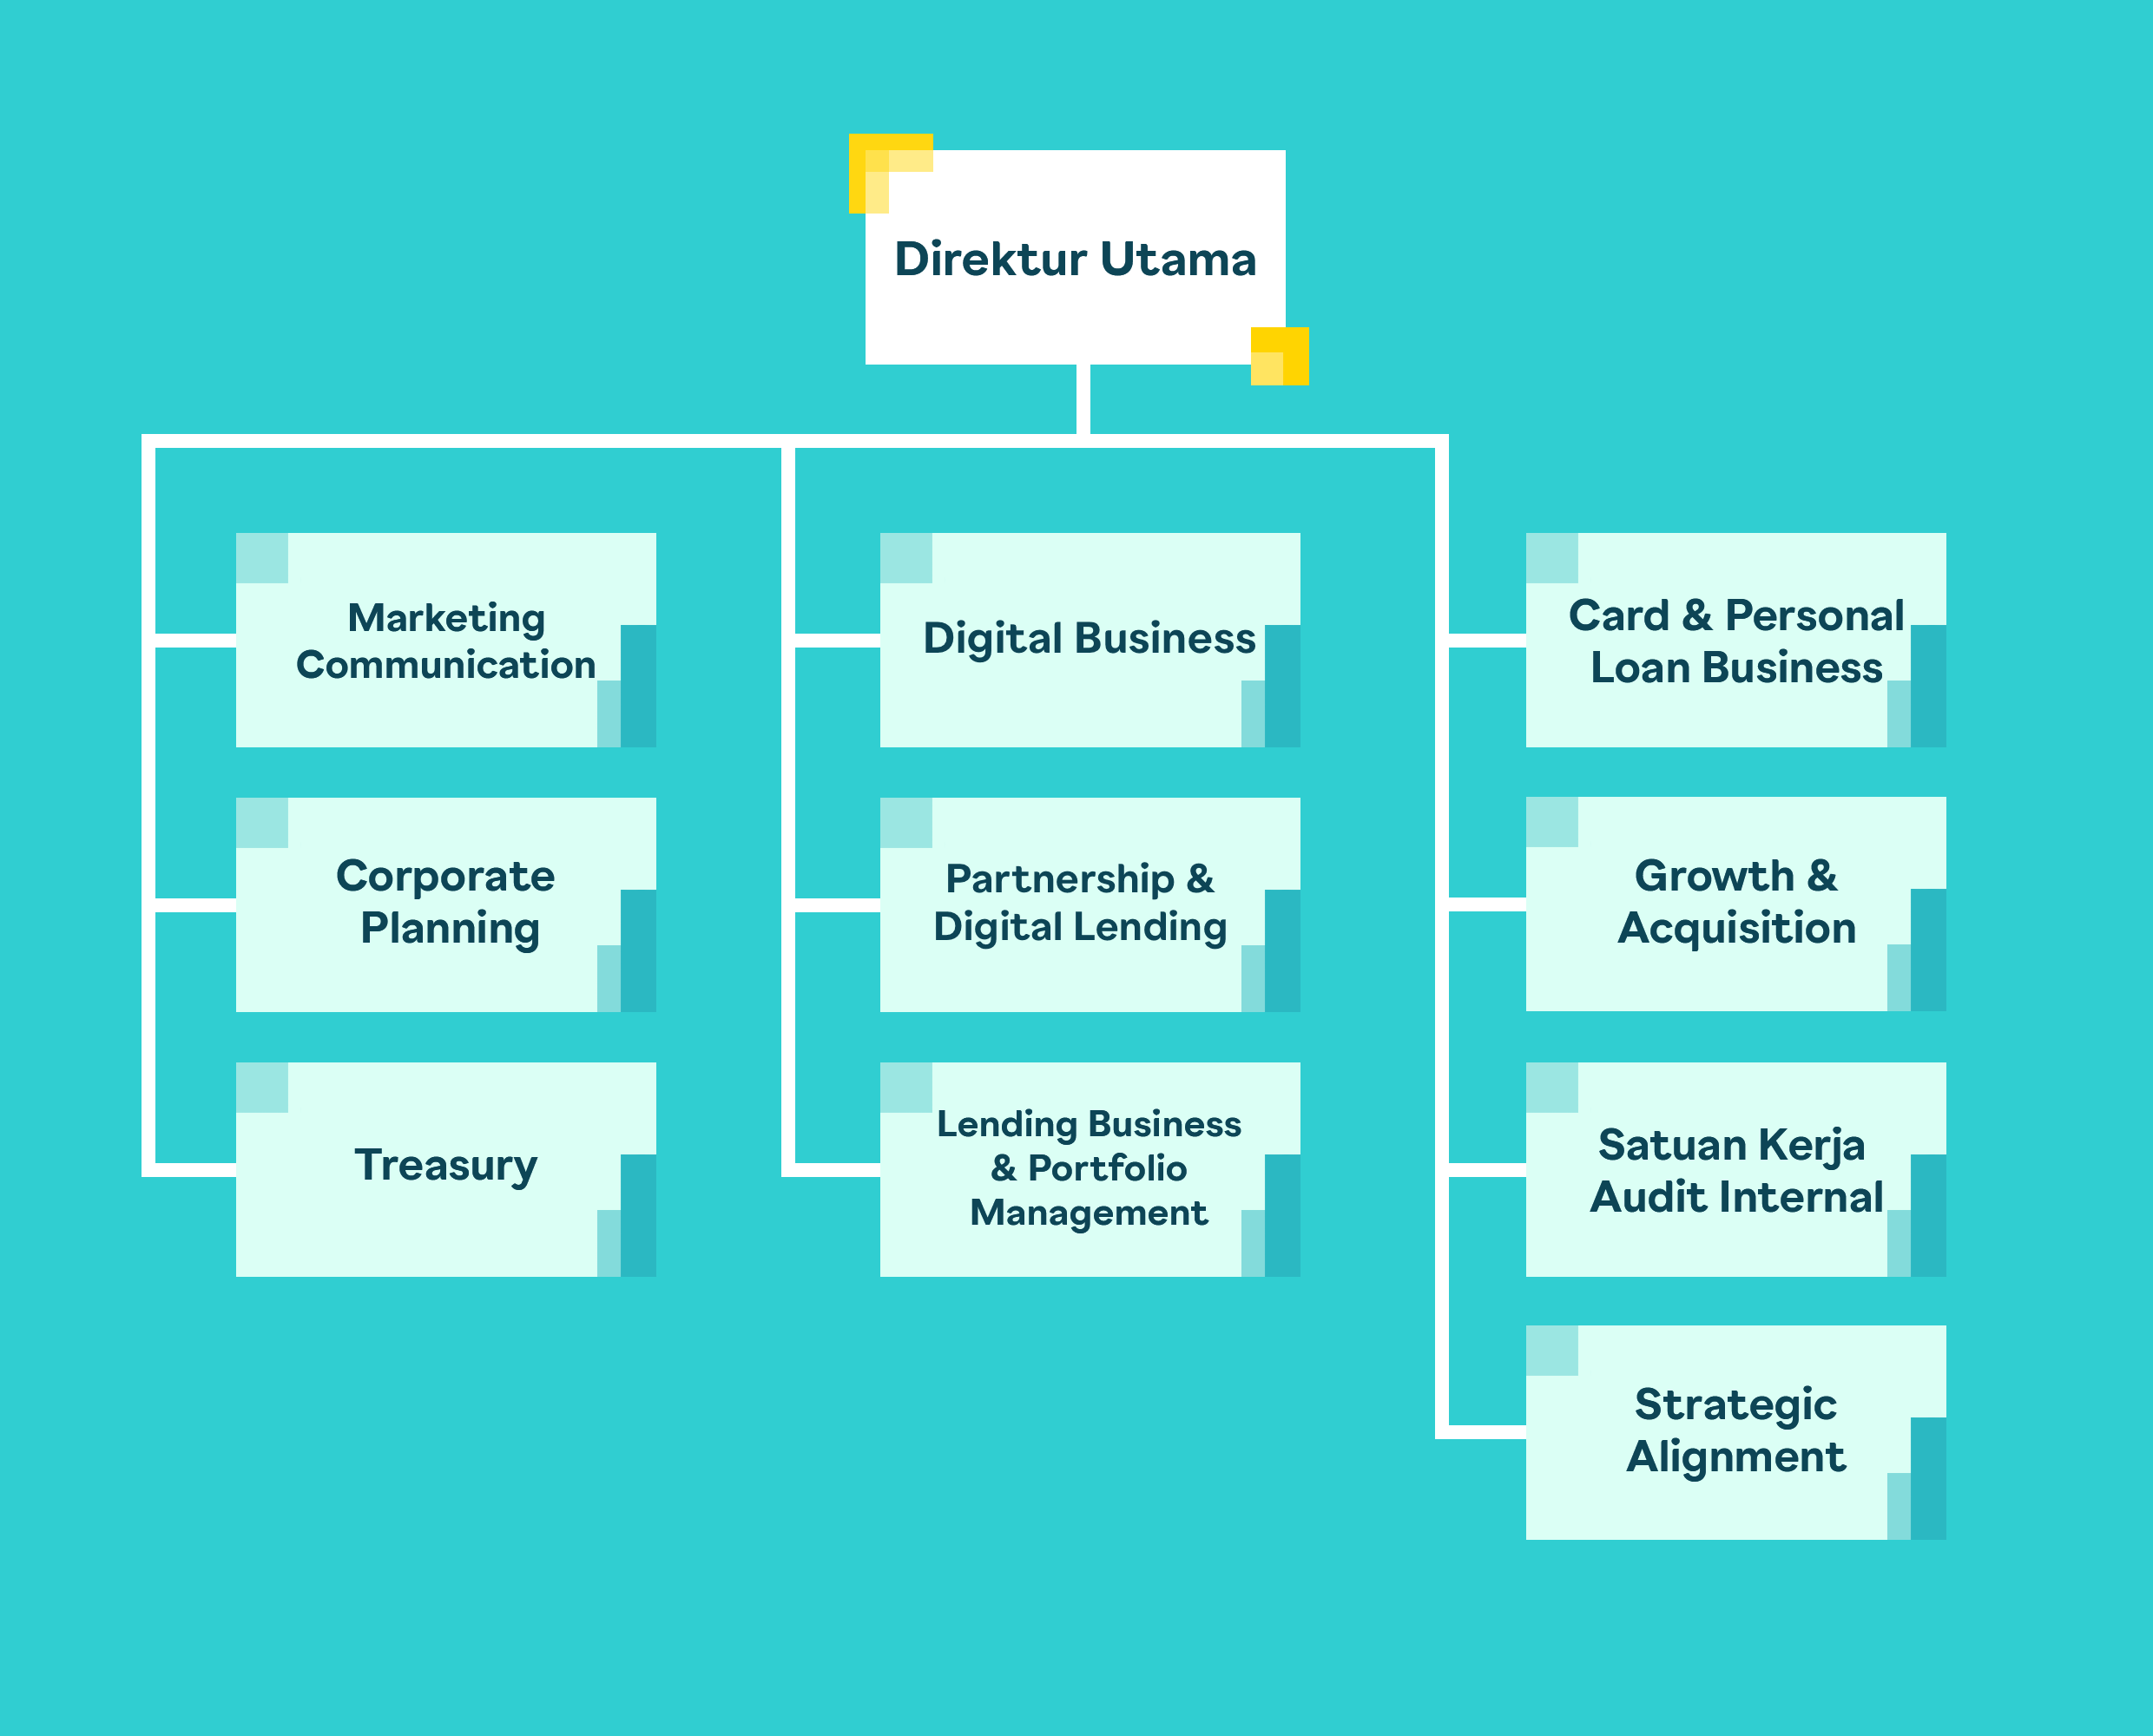 Direktur Utama
Marketing
Communication
Corporate
Planning
Treasury
Digital Business
Partnership &
Digital Lending
Lending Business
& Portfolio
Management
Card & Personal
Loan Business
Growth &
Acquisition
Satuan Kerja
Audit Internal
Strategic
Alignment